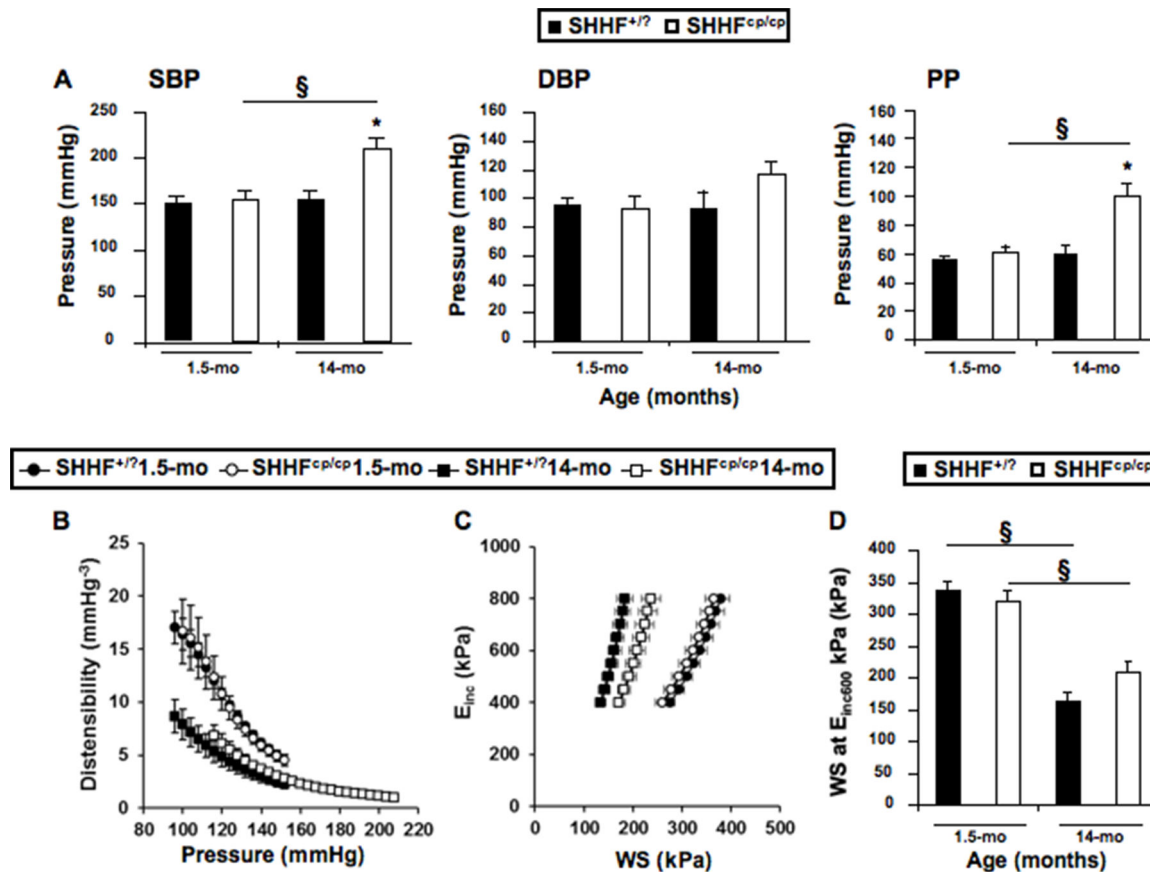 ■ SHHF+/? □ SHHFcp/cp
A SBP DBP PP
§
*
Pressure (mmHg)
250
200
150
100
50
0
1.5-mo 14-mo
Pressure (mmHg)
160
140
120
100
80
60
40
20
0
1.5-mo 14-mo
§
*
Pressure (mmHg)
160
140
120
100
80
60
40
20
0
1.5-mo 14-mo
Age (months)
SHHF+/?1.5-mo SHHFcp/cp1.5-mo SHHF+/?14-mo SHHFcp/cp14-mo
B
Distensibility (mmHg-3)
25
20
15
10
5
0
80 100 120 140 160 180 200 220
Pressure (mmHg)
C
Einc (kPa)
1000
800
600
400
200
0
0 100 200 300 400 500
WS (kPa)
■ SHHF+/? □ SHHFcp/cp
D
§
§
WS at Einc600 kPa (kPa)
400
350
300
250
200
150
100
50
0
1.5-mo 14-mo
Age (months)